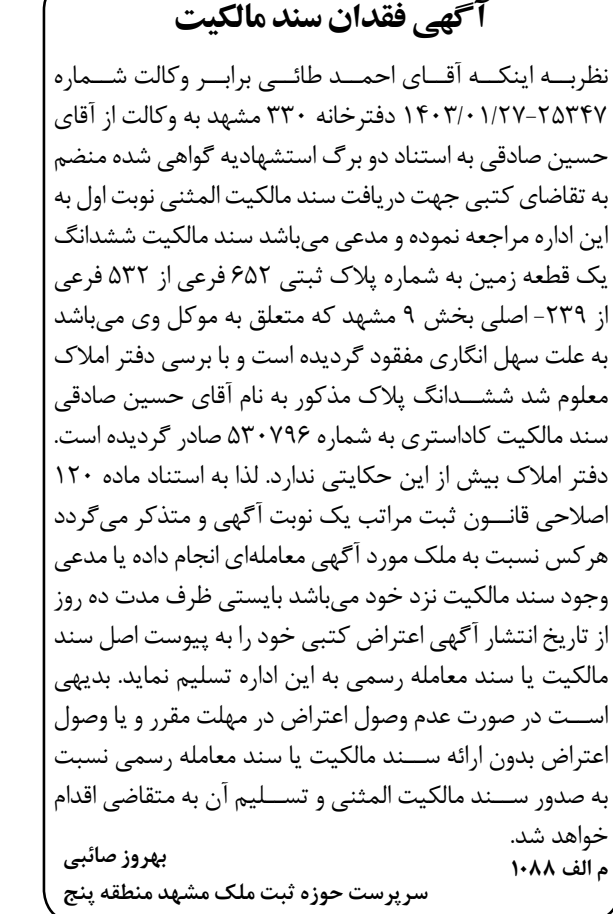 آگهی فقدان سند مالکیت
نظربه اینکه آقای احمد طائی برابر وکالت شماره
۲۵۳۴۷-۱۴۰۳/۰۱/۲۷ دفترخانه ۳۳۰ مشهد به وکالت از آقای
حسین صادقی به استناد دو برگ استشهادیه گواهی شده منضم
به تقاضای کتبی جهت دریافت سند مالکیت المثنی نوبت اول به
این اداره مراجعه نموده و مدعی می‌باشد سند مالکیت ششدانگ
یک قطعه زمین به شماره پلاک ثبتی ۶۵۲ فرعی از ۵۳۲ فرعی
از ۲۳۹- اصلی بخش ۹ مشهد که متعلق به موکل وی می‌باشد
به علت سهل انگاری مفقود گردیده است و با برسی دفتر املاک
معلوم شد ششدانگ پلاک مذکور به نام آقای حسین صادقی
سند مالکیت کاداستری به شماره ۵۳۰۷۹۶ صادر گردیده است.
دفتر املاک بیش از این حکایتی ندارد. لذا به استناد ماده ۱۲۰
اصلاحی قانون ثبت مراتب یک نوبت آگهی و متذکر می‌گردد
هرکس نسبت به ملک مورد آگهی معامله‌ای انجام داده یا مدعی
وجود سند مالکیت نزد خود می‌باشد بایستی ظرف مدت ده روز
از تاریخ انتشار آگهی اعتراض کتبی خود را به پیوست اصل سند
مالکیت یا سند معامله رسمی به این اداره تسلیم نماید. بدیهی
است در صورت عدم وصول اعتراض در مهلت مقرر و یا وصول
اعتراض بدون ارائه سند مالکیت یا سند معامله رسمی نسبت
به صدور سند مالکیت المثنی و تسلیم آن به متقاضی اقدام
خواهد شد.
م الف ۱۰۸۸
بهروز صائبی
سرپرست حوزه ثبت ملک مشهد منطقه پنج